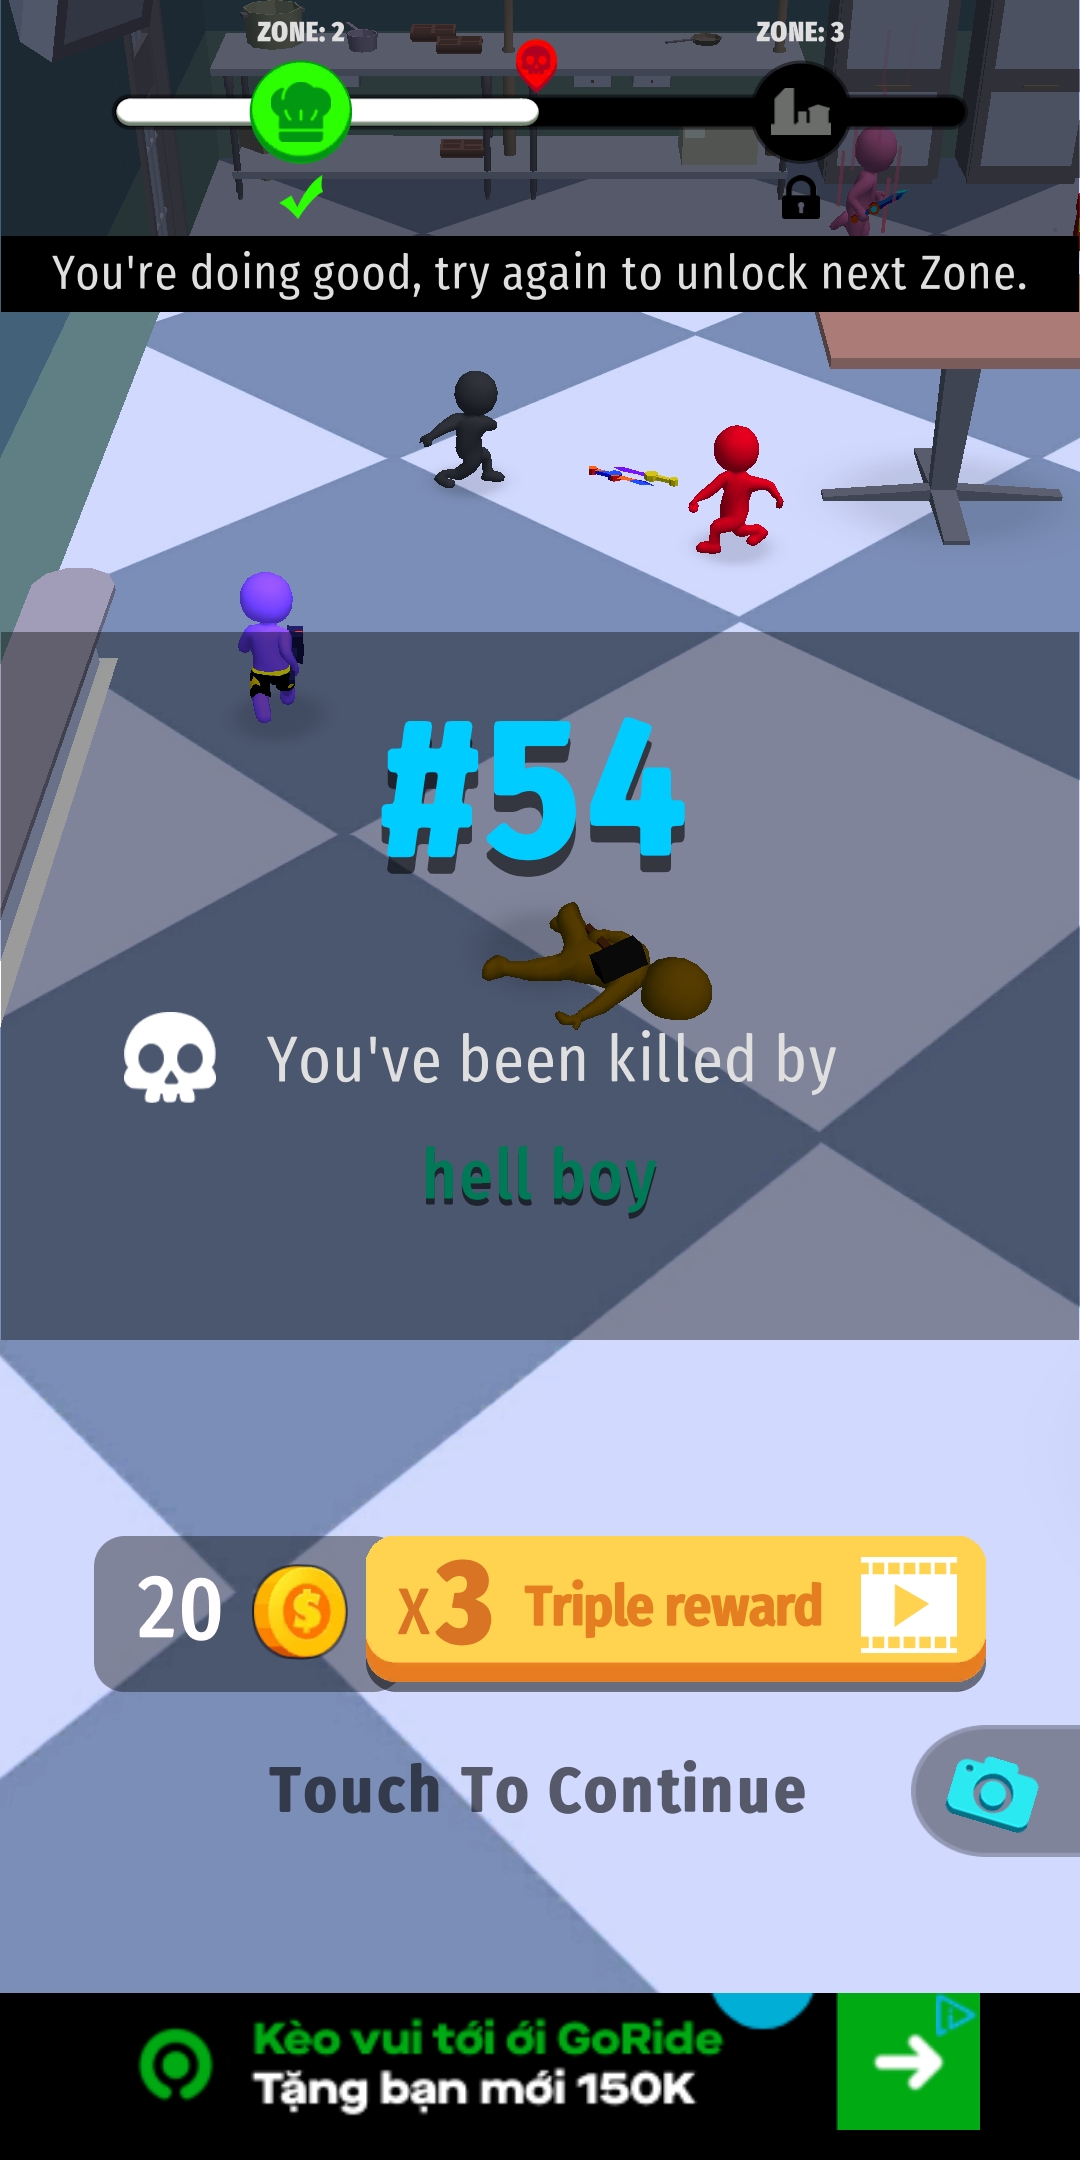 ZONE: 2
ZONE: 3
You're doing good, try again to unlock next Zone.
#54
You've been killed by
hell boy
20
x3 Triple reward
Touch To Continue
Kèo vui tới ới GoRide
Tặng bạn mới 150K